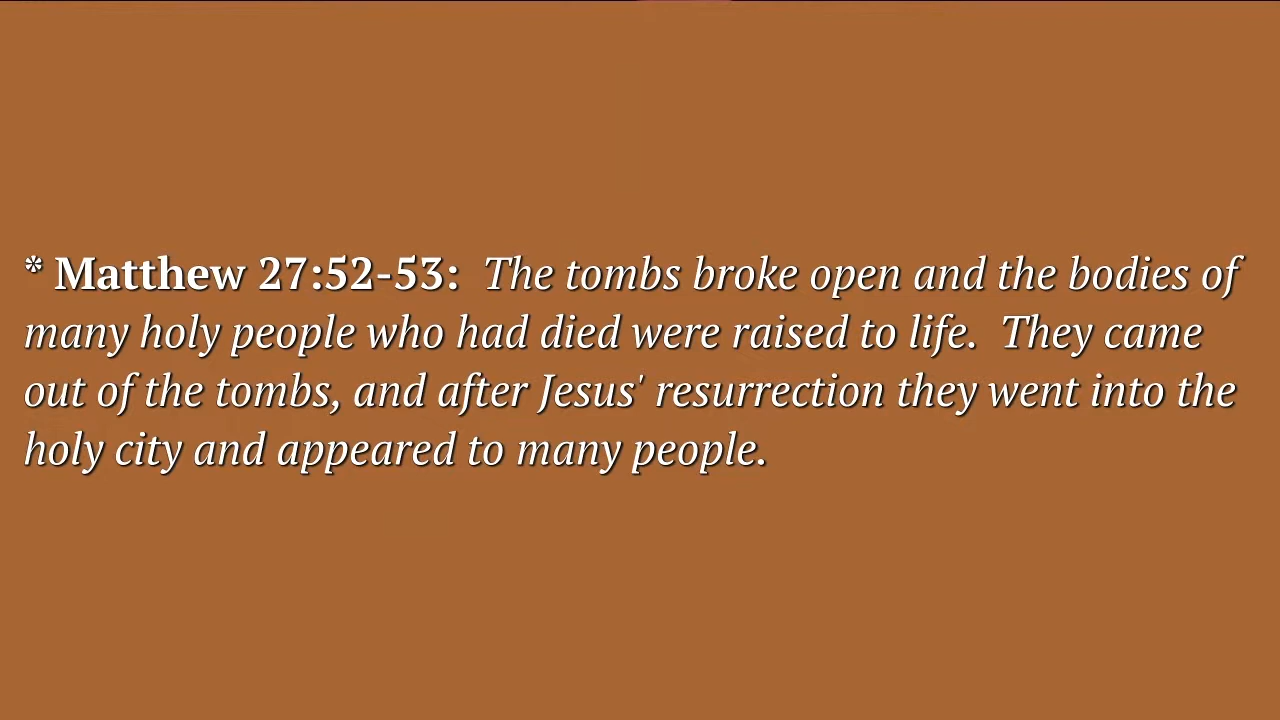 * Matthew 27:52-53:  The tombs broke open and the bodies of
many holy people who had died were raised to life.  They came
out of the tombs, and after Jesus' resurrection they went into the
holy city and appeared to many people.